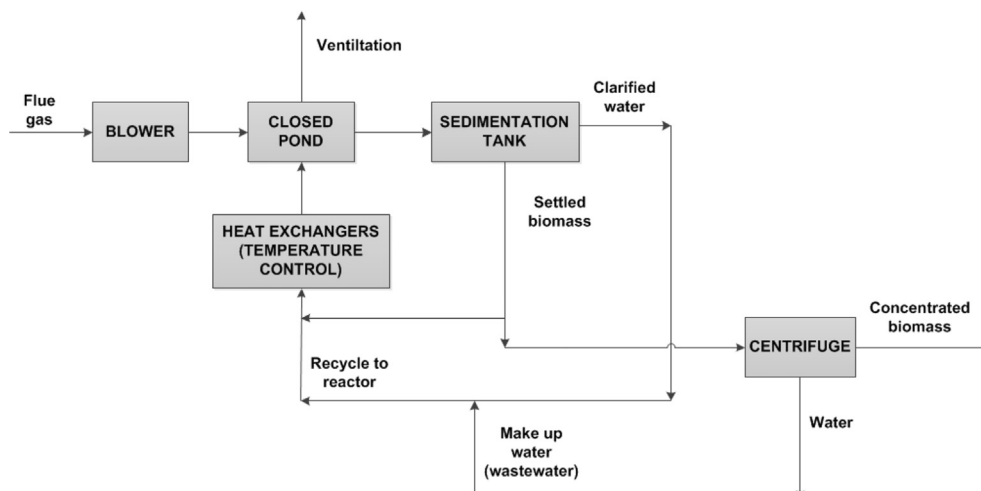 Ventiltation
Flue
gas
BLOWER
CLOSED
POND
SEDIMENTATION
TANK
Clarified
water
Settled
biomass
HEAT EXCHANGERS
(TEMPERATURE
CONTROL)
Concentrated
biomass
CENTRIFUGE
Recycle to
reactor
Water
Make up
water
(wastewater)